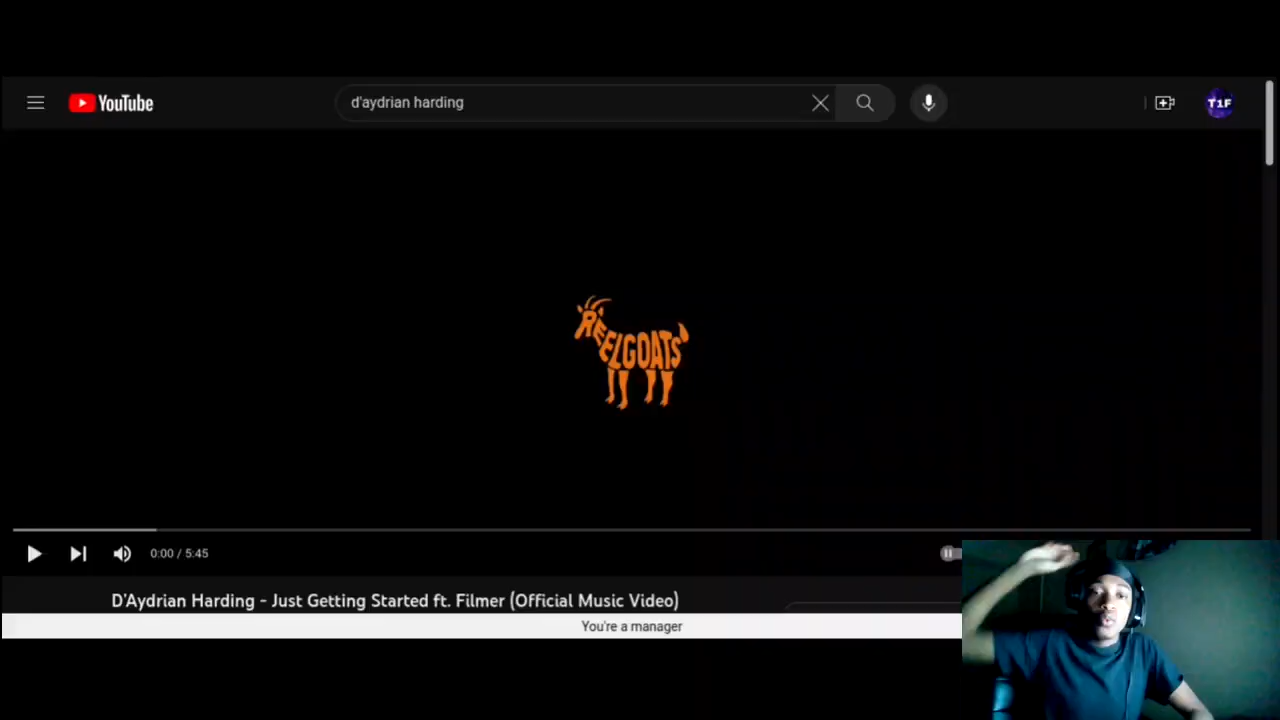 YouTube
d'aydrian harding
T1F
REELGOATS
0:00 / 5:45
D'Aydrian Harding - Just Getting Started ft. Filmer (Official Music Video)
You're a manager